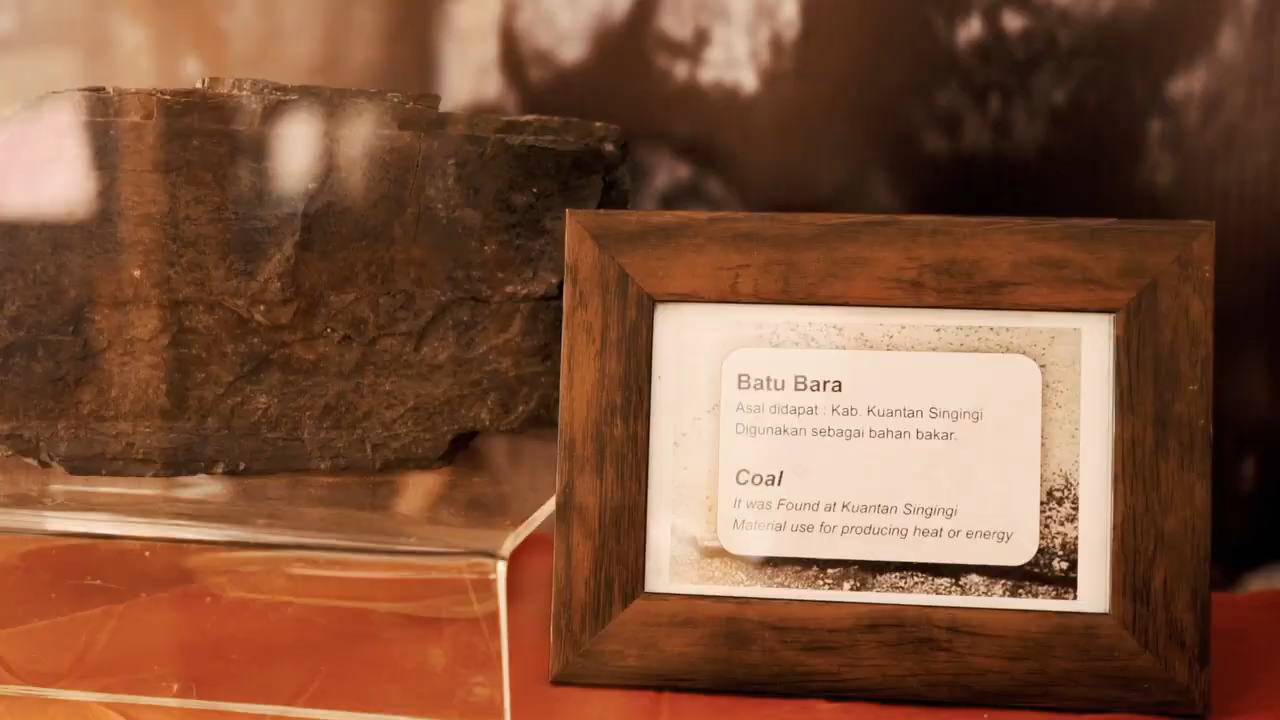 Batu Bara
Asal didapat : Kab. Kuantan Singingi
Digunakan sebagai bahan bakar.
Coal
It was Found at Kuantan Singingi
Material use for producing heat or energy